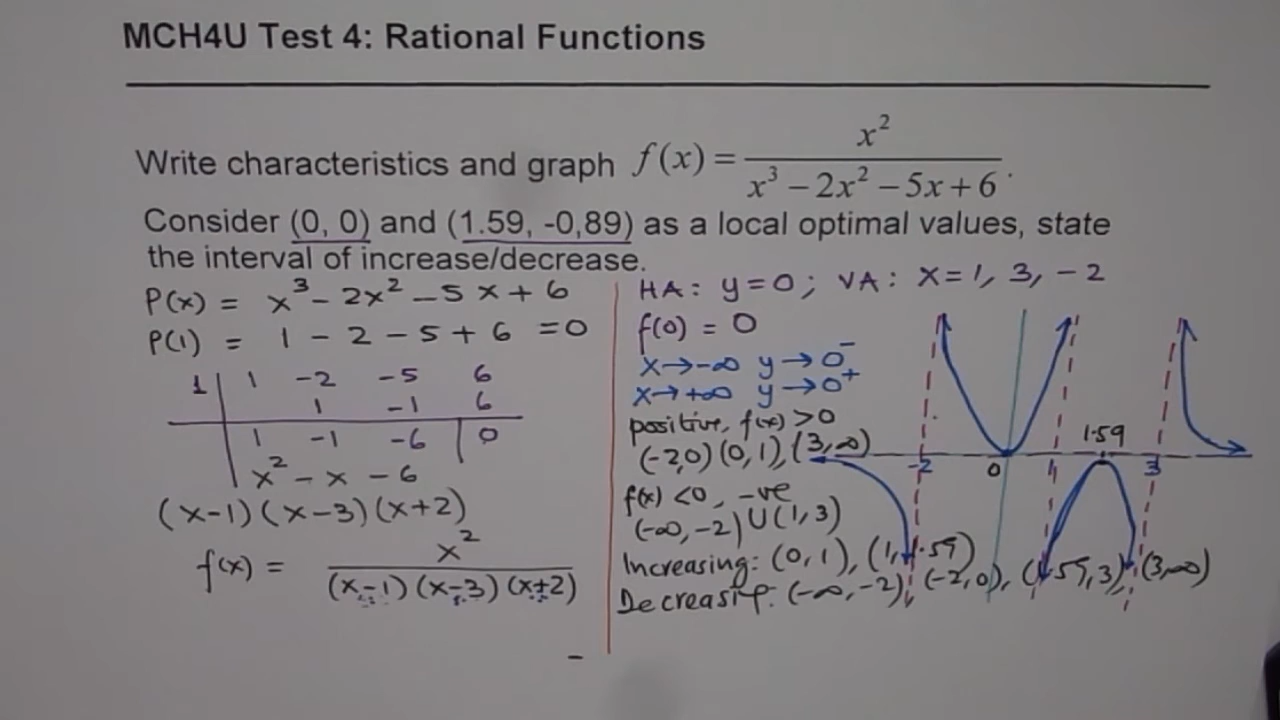 MCH4U Test 4: Rational Functions
Write characteristics and graph f(x) = x² / (x³ − 2x² − 5x + 6).
Consider (0, 0) and (1.59, -0,89) as a local optimal values, state
the interval of increase/decrease.
P(x) = x³ − 2x² − 5x + 6
P(1) = 1 − 2 − 5 + 6 = 0
1 | 1 −2 −5 6
1 −1 6
1 −1 −6 | 0
x² − x − 6
(x−1)(x−3)(x+2)
f(x) = x² / (x−1)(x−3)(x+2)
HA: y=0; VA: x=1, 3, −2
f(0) = 0
x→−∞ y→0⁻
x→+∞ y→0⁺
positive, f(x) >0
(−2,0) (0,1), (3,∞)
f(x) <0, −ve
(−∞,−2) U (1,3)
Increasing: (0,1), (1,1.59)
Decreasing: (−∞,−2), (−2,0), (1.59,3), (3,∞)
1.59
−2 0 1 3